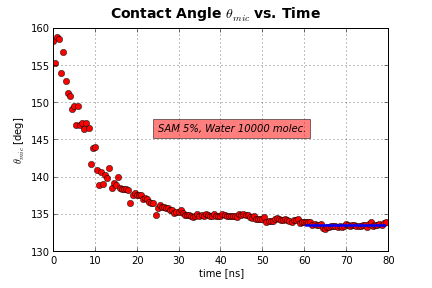 Contact Angle θmic vs. Time
160
155
150
145
140
135
130
θmic [deg]
SAM 5%, Water 10000 molec.
0 10 20 30 40 50 60 70 80
time [ns]